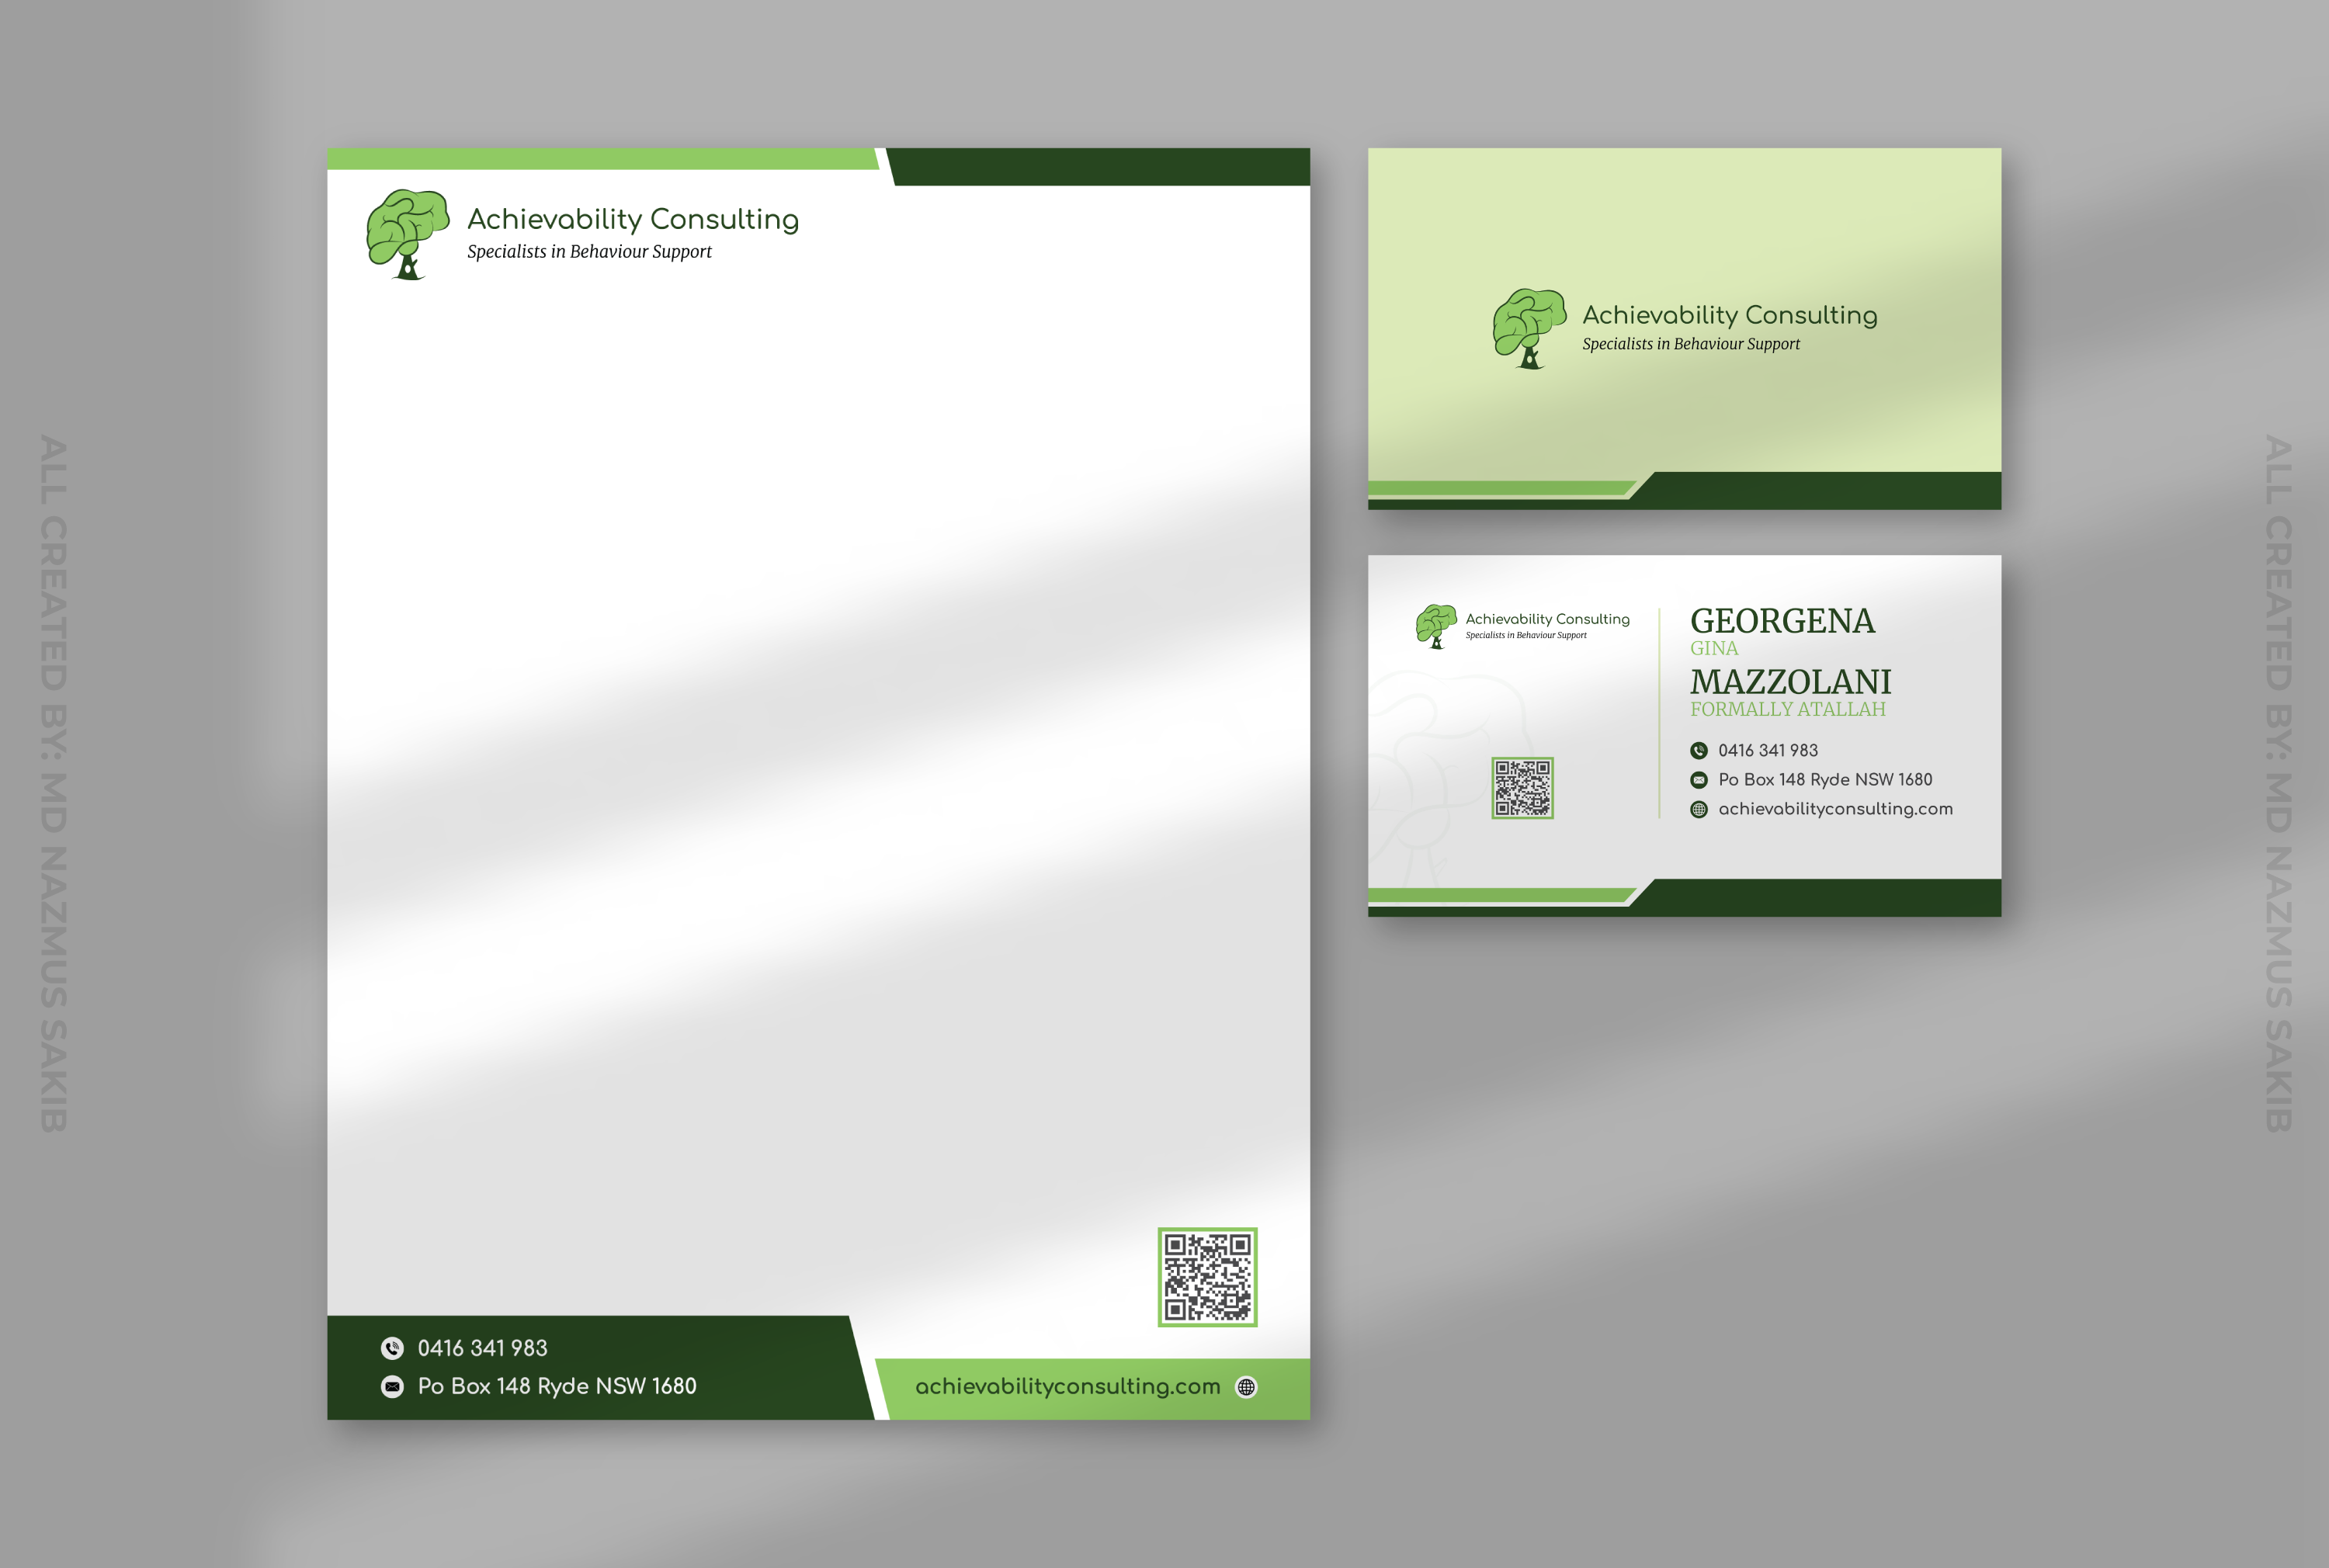 ALL CREATED BY: MD NAZMUS SAKIB
Achievability Consulting
Specialists in Behaviour Support
0416 341 983
Po Box 148 Ryde NSW 1680
achievabilityconsulting.com
Achievability Consulting
Specialists in Behaviour Support
Achievability Consulting
Specialists in Behaviour Support
GEORGENA
GINA
MAZZOLANI
FORMALLY ATALLAH
0416 341 983
Po Box 148 Ryde NSW 1680
achievabilityconsulting.com
ALL CREATED BY: MD NAZMUS SAKIB